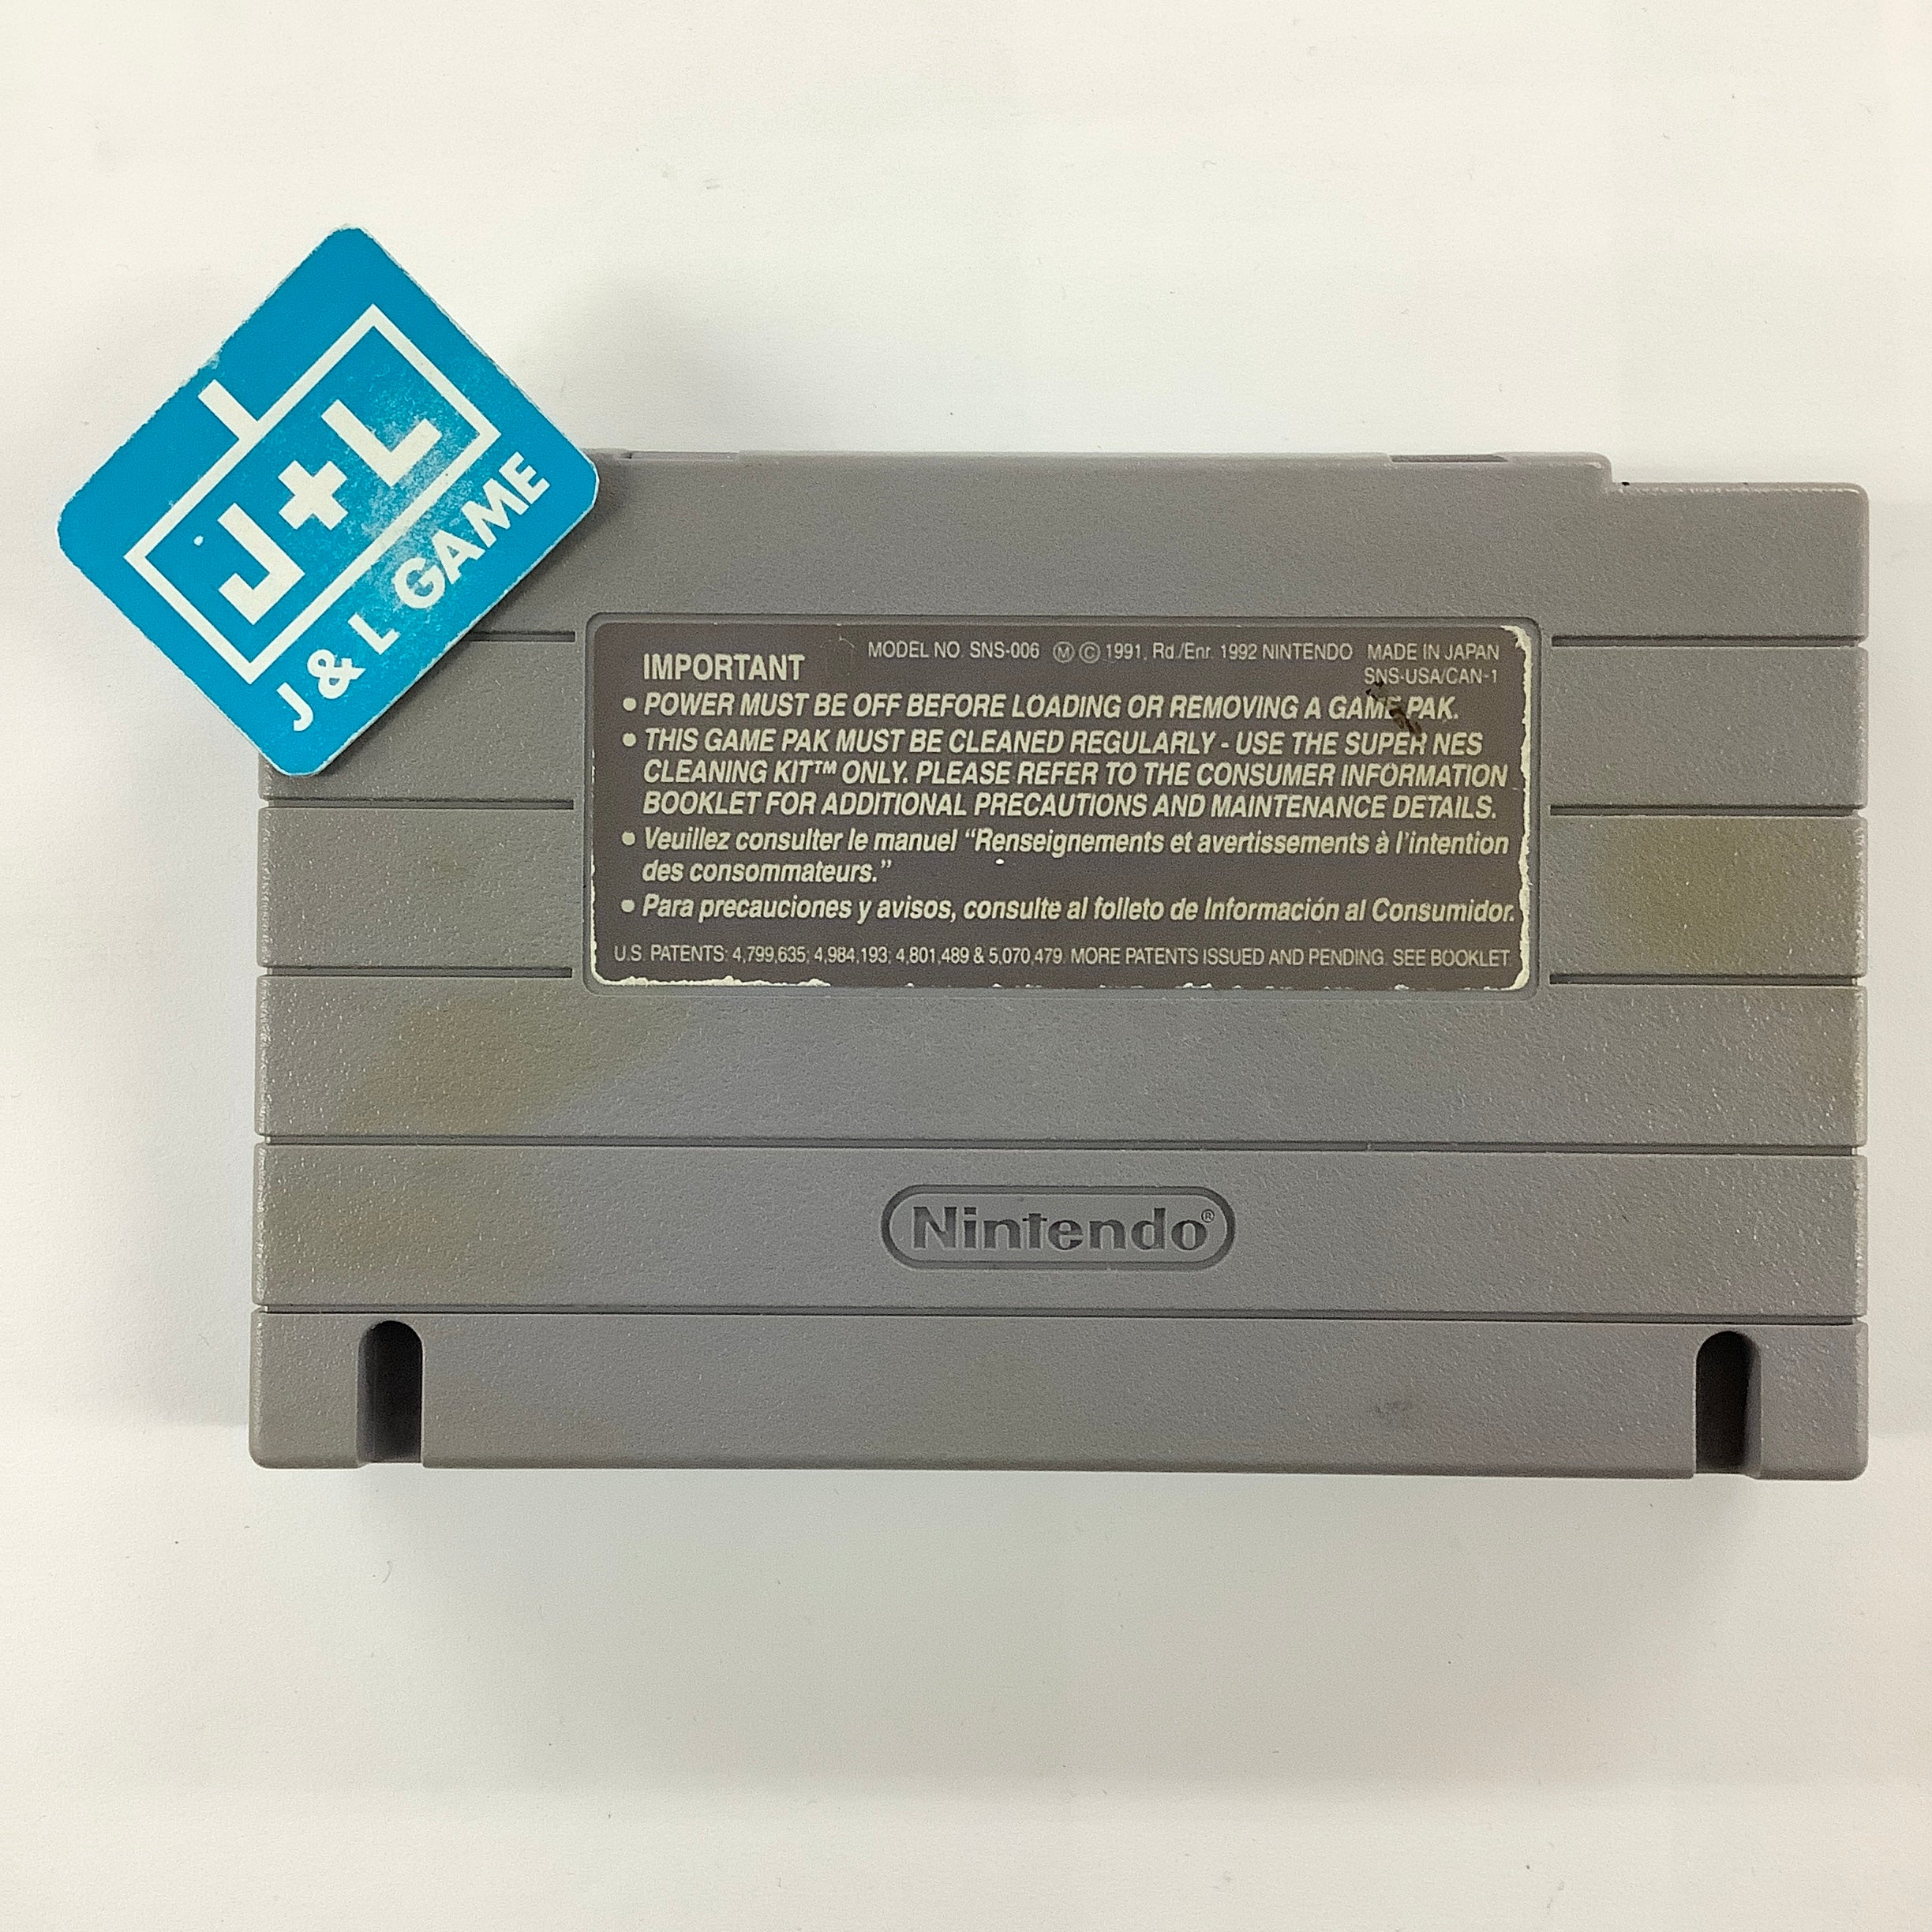 J+L
J & L GAME
MODEL NO. SNS-006 Ⓜ © 1991, Rd./Enr. 1992 NINTENDO MADE IN JAPAN
IMPORTANT
SNS-USA/CAN-1
• POWER MUST BE OFF BEFORE LOADING OR REMOVING A GAME PAK.
• THIS GAME PAK MUST BE CLEANED REGULARLY - USE THE SUPER NES
CLEANING KIT™ ONLY. PLEASE REFER TO THE CONSUMER INFORMATION
BOOKLET FOR ADDITIONAL PRECAUTIONS AND MAINTENANCE DETAILS.
• Veuillez consulter le manuel “Renseignements et avertissements à l’intention
des consommateurs.”
• Para precauciones y avisos, consulte al folleto de Información al Consumidor.
U.S. PATENTS: 4,799,635; 4,984,193; 4,801,489 & 5,070,479. MORE PATENTS ISSUED AND PENDING. SEE BOOKLET.
Nintendo®